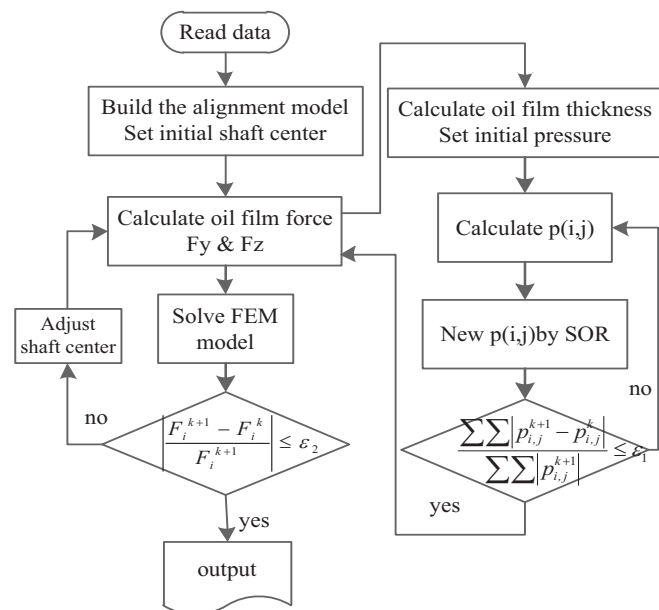 Read data
Build the alignment model
Set initial shaft center
Calculate oil film force
Fy & Fz
Solve FEM
model
Adjust
shaft center
no
|F_i^{k+1} − F_i^k / F_i^{k+1}| ≤ ε_2
yes
output
Calculate oil film thickness
Set initial pressure
Calculate p(i,j)
New p(i,j)by SOR
no
∑∑|p_{i,j}^{k+1} − p_{i,j}^k| / ∑∑|p_{i,j}^{k+1}| ≤ ε_1
yes